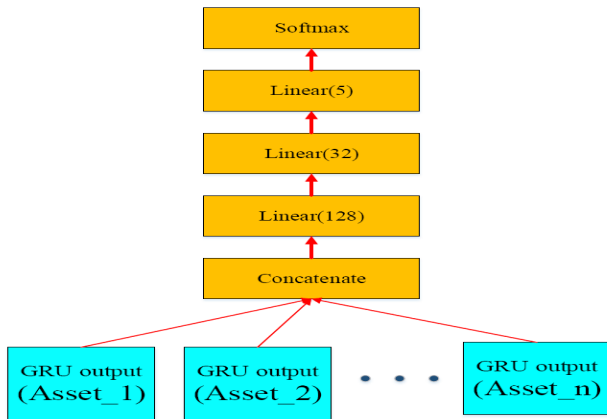 Softmax
Linear(5)
Linear(32)
Linear(128)
Concatenate
GRU output
(Asset_1)
GRU output
(Asset_2)
GRU output
(Asset_n)